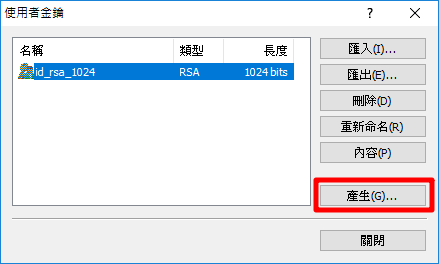 使用者金鑰
名稱 類型 長度
id_rsa_1024 RSA 1024 bits
匯入(I)...
匯出(E)...
刪除(D)
重新命名(R)
內容(P)
產生(G)...
關閉